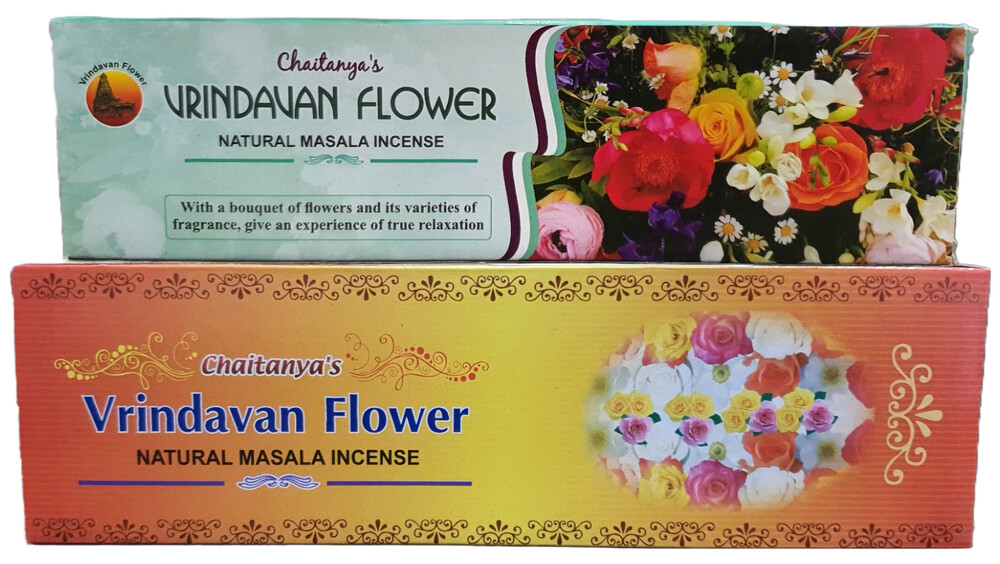 Vrindavan Flower
Chaitanya's
VRINDAVAN FLOWER
NATURAL MASALA INCENSE
With a bouquet of flowers and its varieties of
fragrance, give an experience of true relaxation
Chaitanya's
Vrindavan Flower
NATURAL MASALA INCENSE